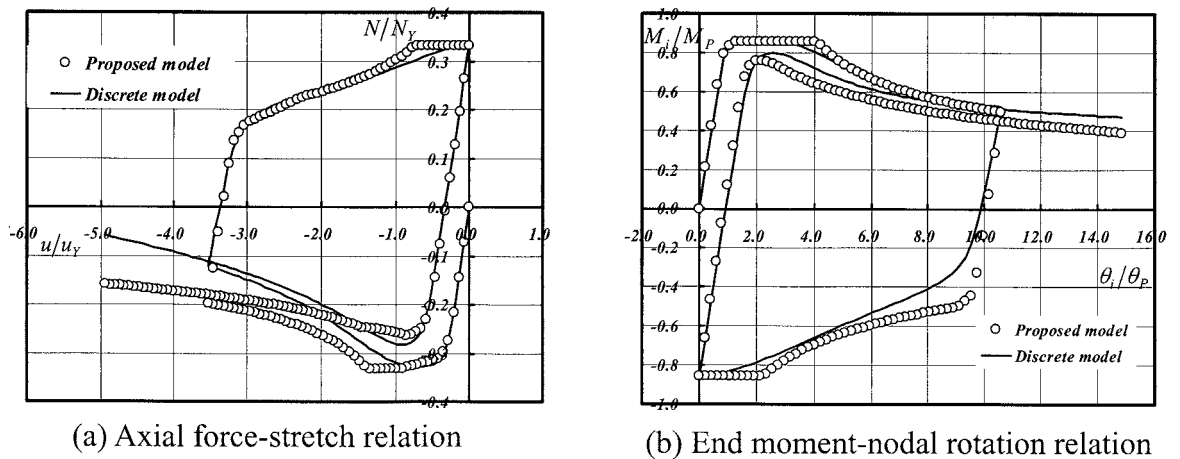 0.4
N/N_Y
0.3
0.2
0.1
0.0
-6.0 -5.0 -4.0 -3.0 -2.0 -1.0 0.0 1.0
u/u_Y
-0.1
-0.2
-0.3
-0.4
Proposed model
Discrete model
(a) Axial force-stretch relation
1.0
M_i/M_P
0.8
0.6
0.4
0.2
0.0
-2.0 0.0 2.0 4.0 6.0 8.0 10.0 12.0 14.0 16.0
-0.2
θ_i/θ_P
-0.4
-0.6
-0.8
-1.0
Proposed model
Discrete model
(b) End moment-nodal rotation relation